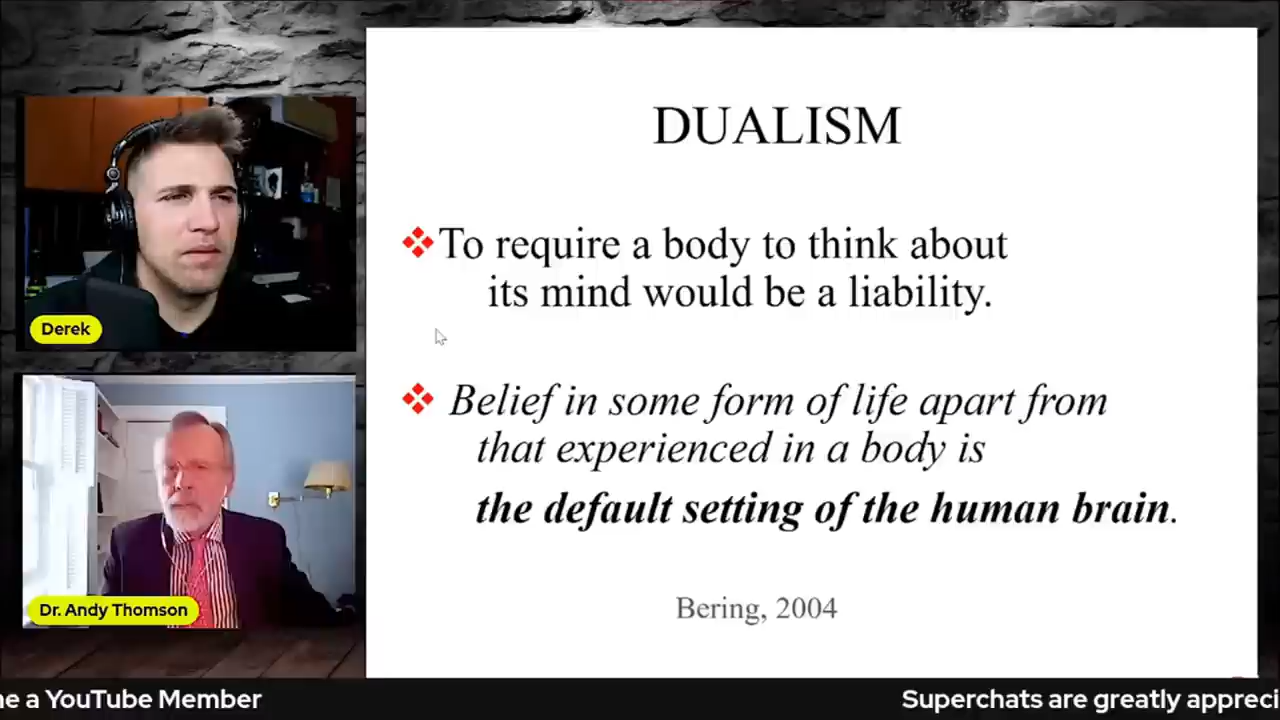 DUALISM
To require a body to think about
its mind would be a liability.
Belief in some form of life apart from
that experienced in a body is
the default setting of the human brain.
Bering, 2004
Derek
Dr. Andy Thomson
a YouTube Member
Superchats are greatly